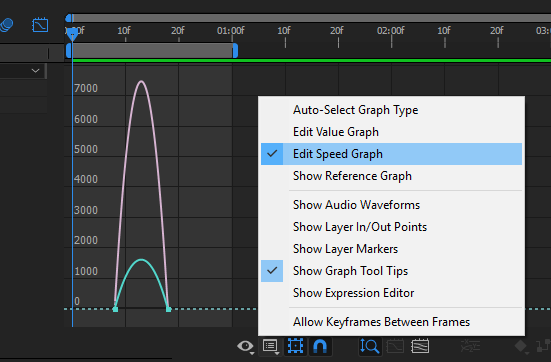 00f 10f 20f 01:00f 10f 20f 02:00f 10f 20f 03:0
7000
6000
5000
4000
3000
2000
1000
0
Auto-Select Graph Type
Edit Value Graph
Edit Speed Graph
Show Reference Graph
Show Audio Waveforms
Show Layer In/Out Points
Show Layer Markers
Show Graph Tool Tips
Show Expression Editor
Allow Keyframes Between Frames